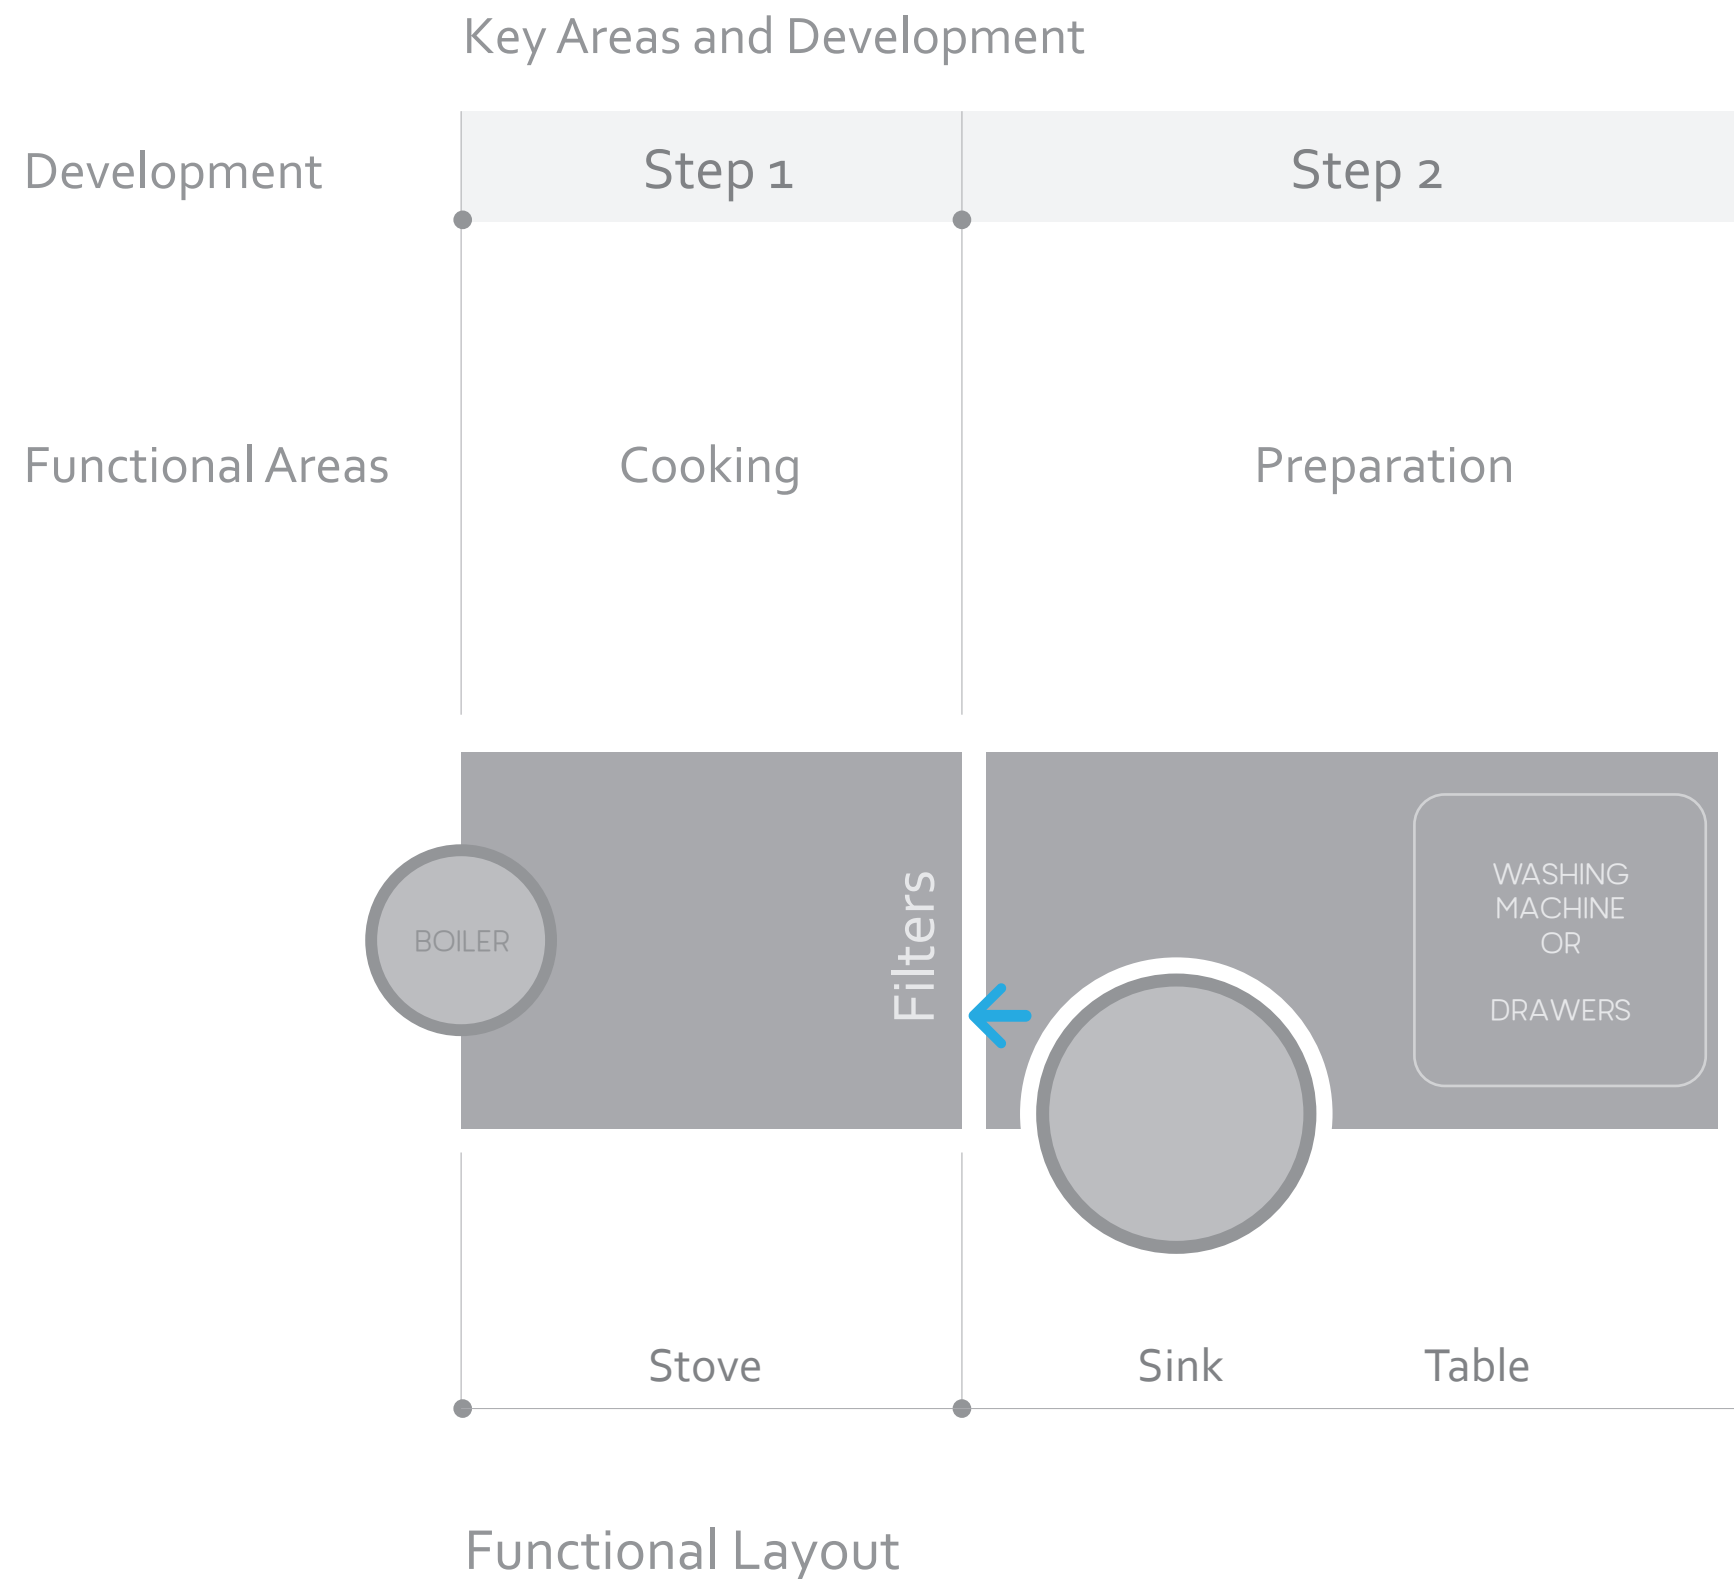 Key Areas and Development
Development
Step 1
Step 2
Functional Areas
Cooking
Preparation
BOILER
Filters
WASHING
MACHINE
OR
DRAWERS
Stove
Sink
Table
Functional Layout